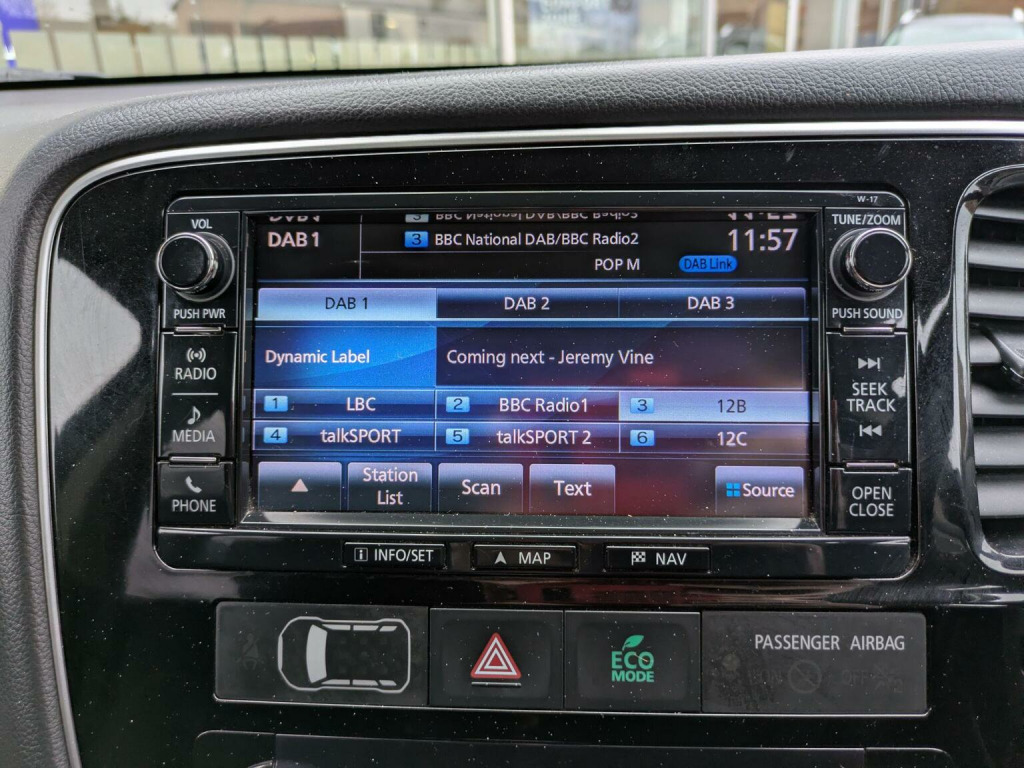 W-17
VOL
TUNE/ZOOM
DAB 1
3 BBC National DAB/BBC Radio2
11:57
POP M
DAB Link
PUSH PWR
PUSH SOUND
DAB 1
DAB 2
DAB 3
RADIO
Dynamic Label
Coming next - Jeremy Vine
SEEK
TRACK
1 LBC
2 BBC Radio1
3 12B
MEDIA
4 talkSPORT
5 talkSPORT 2
6 12C
PHONE
Station
List
Scan
Text
Source
OPEN
CLOSE
i INFO/SET
MAP
NAV
ECO
MODE
PASSENGER AIRBAG
OFF